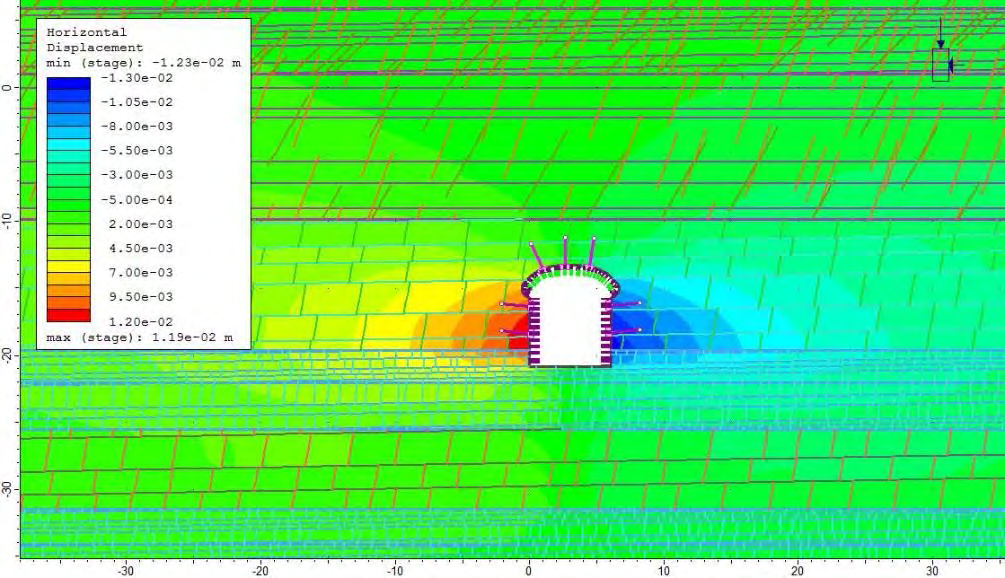 Horizontal
Displacement
min (stage): -1.23e-02 m
-1.30e-02
-1.05e-02
-8.00e-03
-5.50e-03
-3.00e-03
-5.00e-04
2.00e-03
4.50e-03
7.00e-03
9.50e-03
1.20e-02
max (stage): 1.19e-02 m
0
-10
-20
-30
-30
-20
-10
0
10
20
30